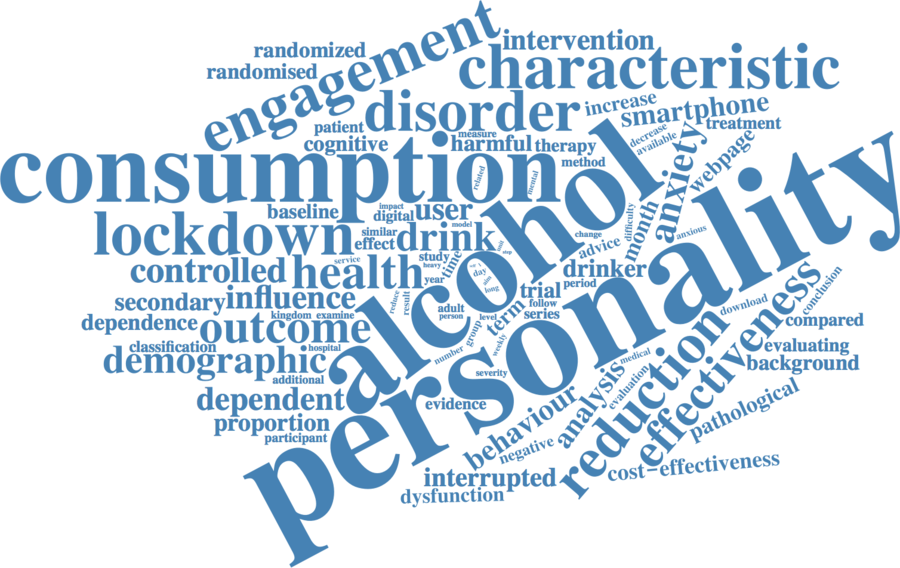 randomized
randomised
engagement
intervention
characteristic
disorder
increase
smartphone
patient
cognitive
measure
harmful
therapy
method
decrease
available
treatment
webpage
anxiety
consumption
related
mental
baseline
impact
digital
user
model
similar
effect
drink
lockdown
alcohol
personality
month
difficulty
anxious
change
advice
controlled
service
health
study
heavy
year
time
day
long
drinker
period
trial
follow
series
secondary
influence
reduce
result
adult
person
level
term
dependence
kingdom
examine
outcome
group
number
weekly
classification
hospital
demographic
additional
severity
dependent
evidence
proportion
participant
behaviour
negative
analysis
medical
evaluation
reduction
effectiveness
download
conclusion
compared
evaluating
background
pathological
cost-effectiveness
interrupted
dysfunction